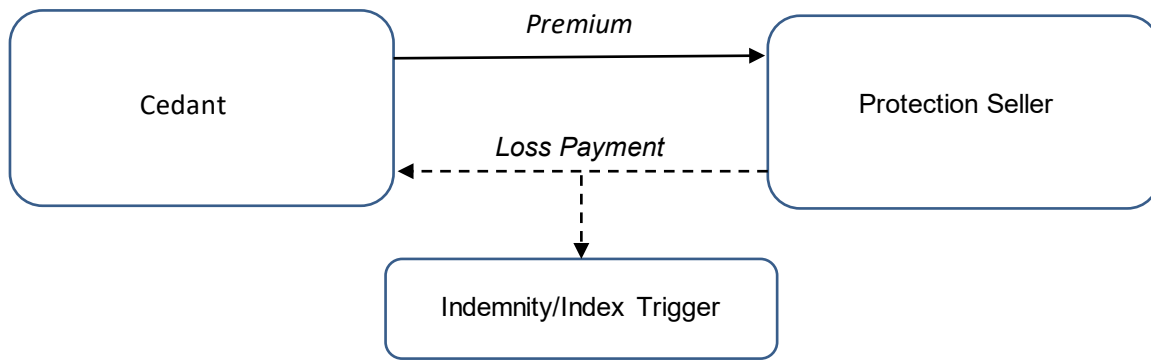 Premium
Cedant
Protection Seller
Loss Payment
Indemnity/Index Trigger